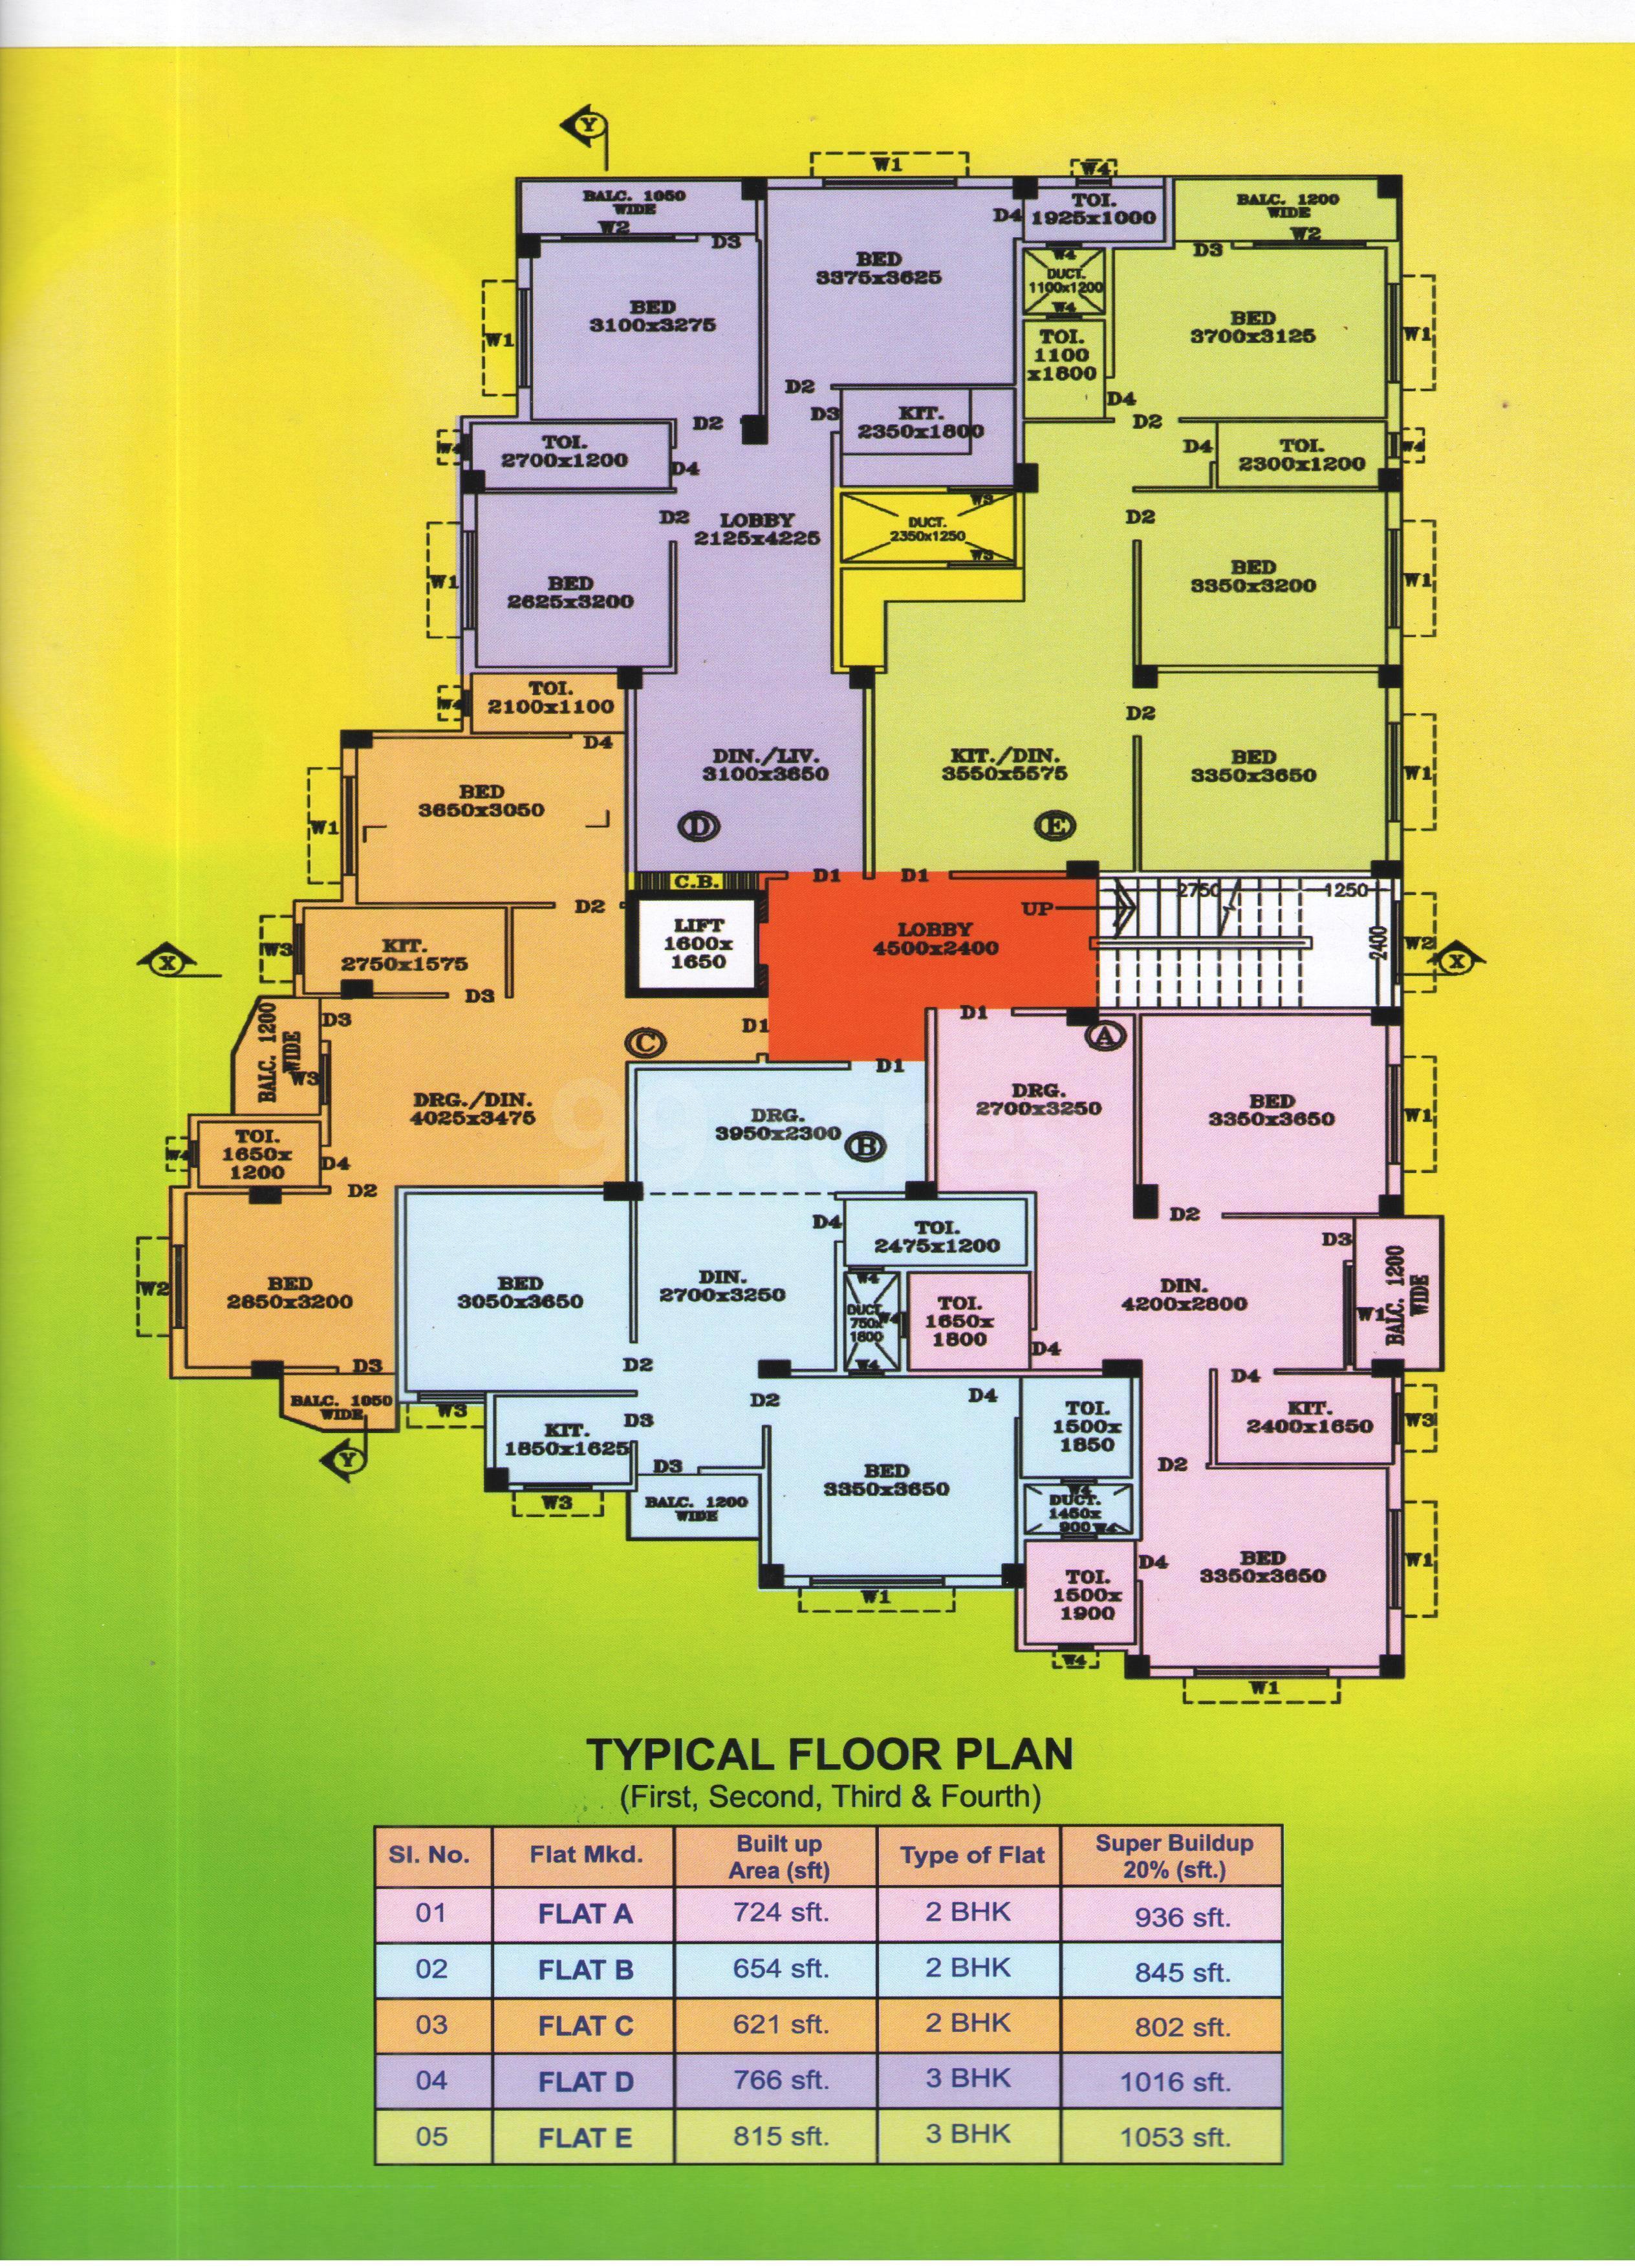 Y
W1
W4
BALC. 1050
WIDE
W2
D3
D4
TOI.
1925x1000
BALC. 1200
WIDE
W2
D3
BED
3375x3625
W4
DUCT.
1100x1200
W4
BED
3100x3275
W1
BED
3700x3125
W1
TOI.
1100
x1800
D4
D2
D2
D3
KIT.
2350x1800
D2
W4
TOI.
2700x1200
D4
D4
TOI.
2300x1200
W4
D2
LOBBY
2125x4225
W3
DUCT.
2350x1250
W3
D2
W1
BED
2625x3200
BED
3350x3200
W1
W4
TOI.
2100x1100
D4
D2
DIN./LIV.
3100x3650
KIT./DIN.
3550x5575
BED
3350x3650
W1
BED
3650x3050
W1
D
E
C.B.
D1
D1
D2
LIFT
1600x
1650
LOBBY
4500x2400
UP
2750
1250
2400
W2
X
X
W3
KIT.
2750x1575
D3
D3
BALC. 1200
WIDE
W3
C
D1
D1
A
D1
DRG./DIN.
4025x3475
DRG.
3950x2300
B
DRG.
2700x3250
BED
3350x3650
W1
W4
TOI.
1650x
1200
D4
D2
D2
D4
TOI.
2475x1200
D3
BALC. 1200
WIDE
W1
W2
BED
2850x3200
BED
3050x3650
DIN.
2700x3250
W4
DUCT.
750x
1800
W4
W4
TOI.
1650x
1800
D4
DIN.
4200x2800
D3
D2
D4
BALC. 1050
WIDE
W3
Y
KIT.
1850x1625
D3
D2
D4
TOI.
1500x
1850
KIT.
2400x1650
W3
D3
D2
BALC. 1200
WIDE
W3
BED
3350x3650
W4
DUCT.
1450x
900
W4
W1
TOI.
1500x
1900
D4
W4
BED
3350x3650
W1
W1
TYPICAL FLOOR PLAN
(First, Second, Third & Fourth)
Sl. No. Flat Mkd. Built up Area (sft) Type of Flat Super Buildup 20% (sft.)
01 FLAT A 724 sft. 2 BHK 936 sft.
02 FLAT B 654 sft. 2 BHK 845 sft.
03 FLAT C 621 sft. 2 BHK 802 sft.
04 FLAT D 766 sft. 3 BHK 1016 sft.
05 FLAT E 815 sft. 3 BHK 1053 sft.